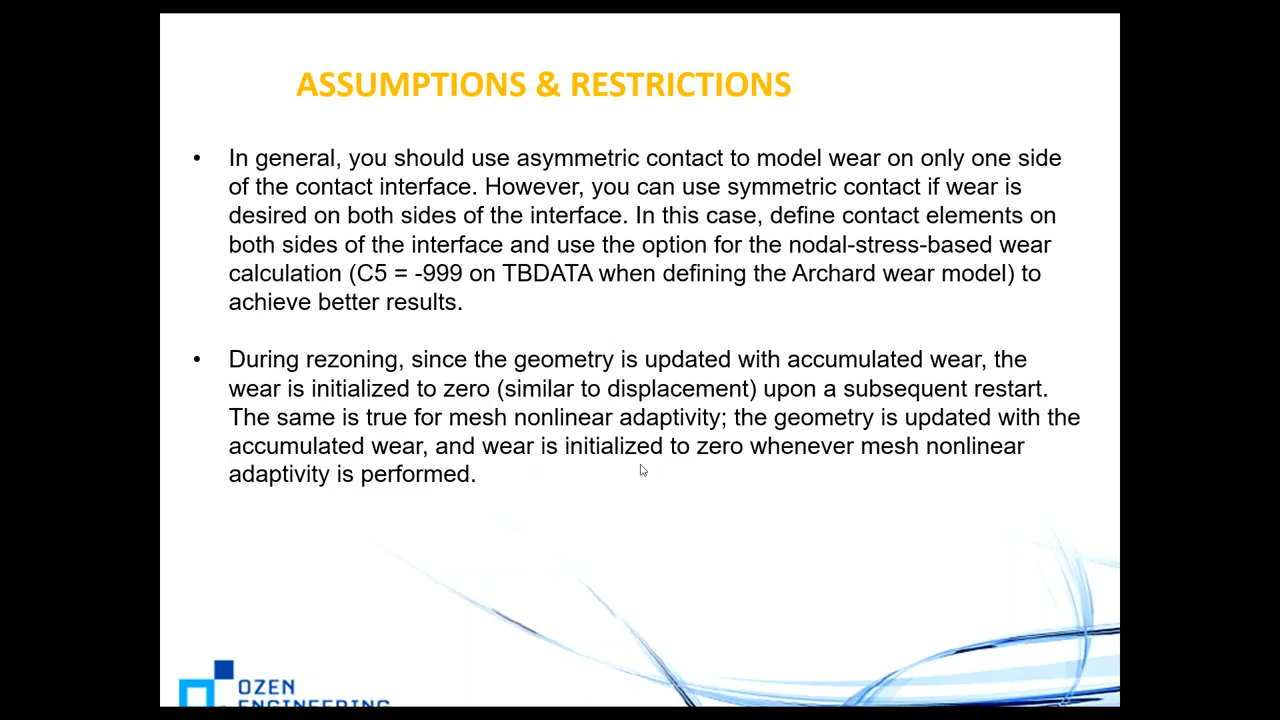 ASSUMPTIONS & RESTRICTIONS
• In general, you should use asymmetric contact to model wear on only one side
of the contact interface. However, you can use symmetric contact if wear is
desired on both sides of the interface. In this case, define contact elements on
both sides of the interface and use the option for the nodal-stress-based wear
calculation (C5 = -999 on TBDATA when defining the Archard wear model) to
achieve better results.
• During rezoning, since the geometry is updated with accumulated wear, the
wear is initialized to zero (similar to displacement) upon a subsequent restart.
The same is true for mesh nonlinear adaptivity; the geometry is updated with the
accumulated wear, and wear is initialized to zero whenever mesh nonlinear
adaptivity is performed.
OZEN
ENGINEERING